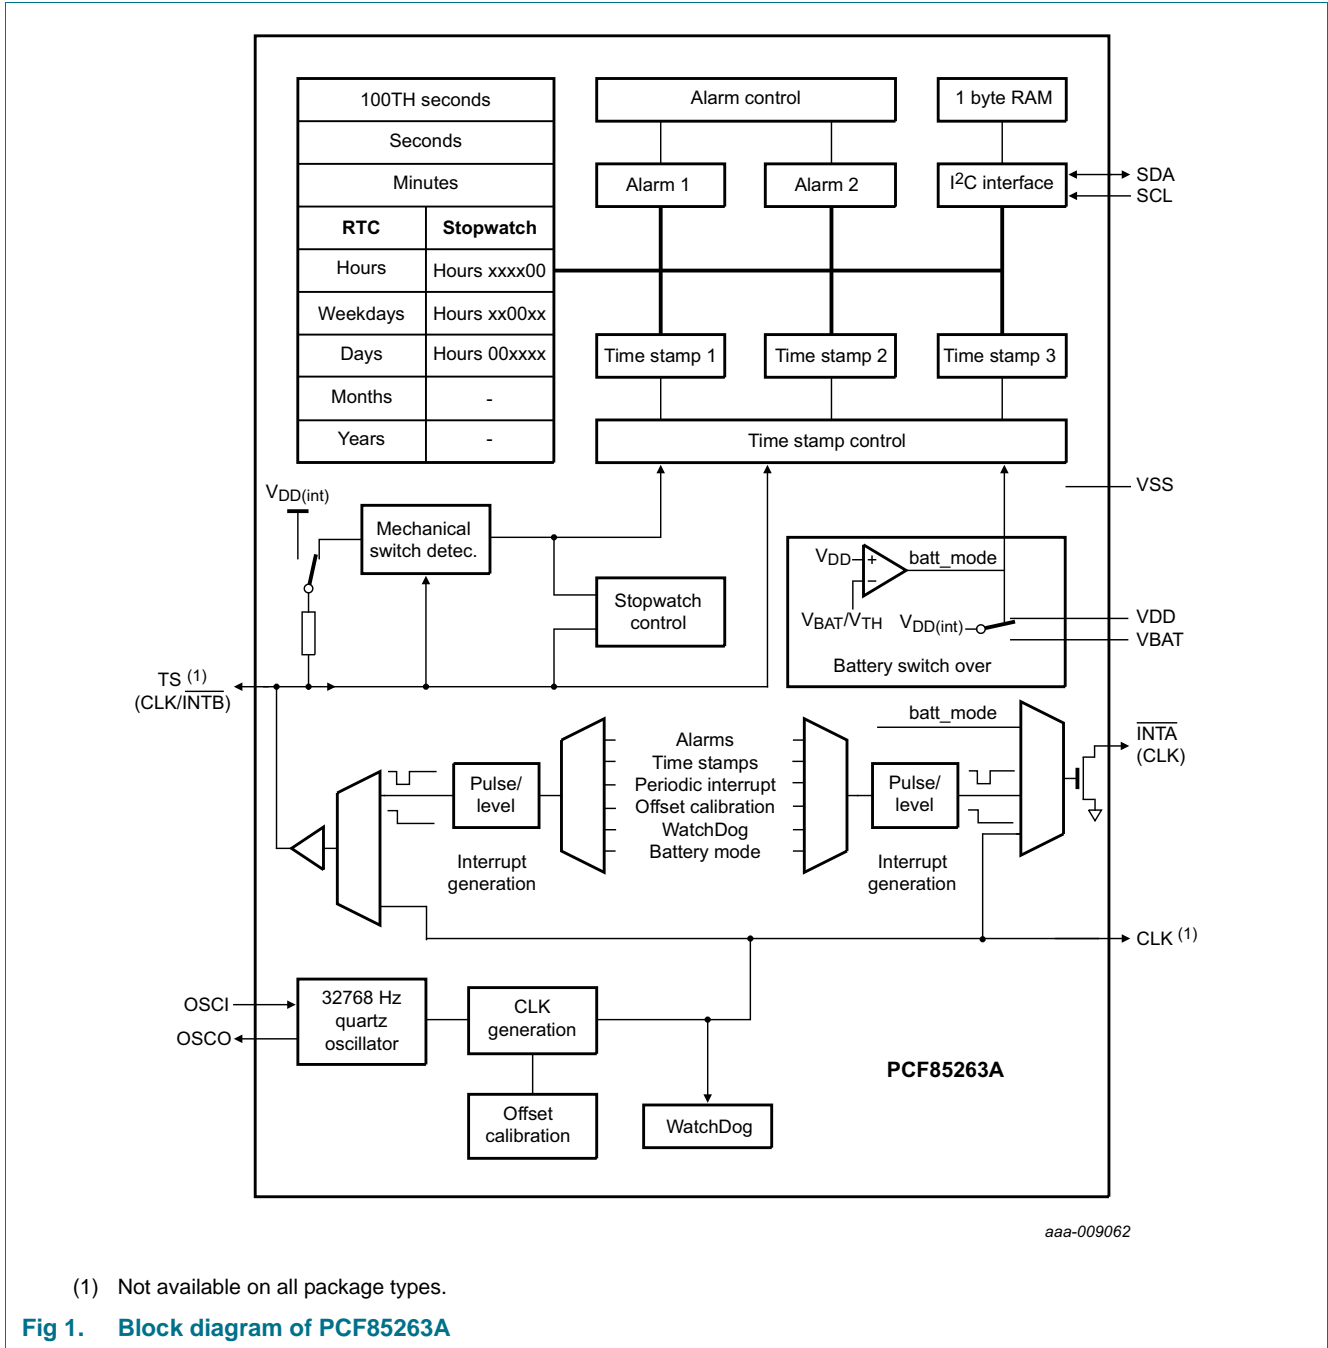 100TH seconds
Seconds
Minutes
RTC Stopwatch
Hours Hours xxxx00
Weekdays Hours xx00xx
Days Hours 00xxxx
Months -
Years -
Alarm control
1 byte RAM
Alarm 1
Alarm 2
I2C interface
SDA
SCL
Time stamp 1
Time stamp 2
Time stamp 3
Time stamp control
VSS
VDD(int)
Mechanical
switch detec.
Stopwatch
control
VDD
+
−
batt_mode
VBAT/VTH
VDD(int)
Battery switch over
VDD
VBAT
TS (1)
(CLK/INTB)
batt_mode
INTA
(CLK)
Alarms
Time stamps
Periodic interrupt
Offset calibration
WatchDog
Battery mode
Pulse/
level
Interrupt
generation
Pulse/
level
Interrupt
generation
CLK (1)
OSCI
OSCO
32768 Hz
quartz
oscillator
CLK
generation
Offset
calibration
WatchDog
PCF85263A
aaa-009062
(1) Not available on all package types.
Fig 1. Block diagram of PCF85263A